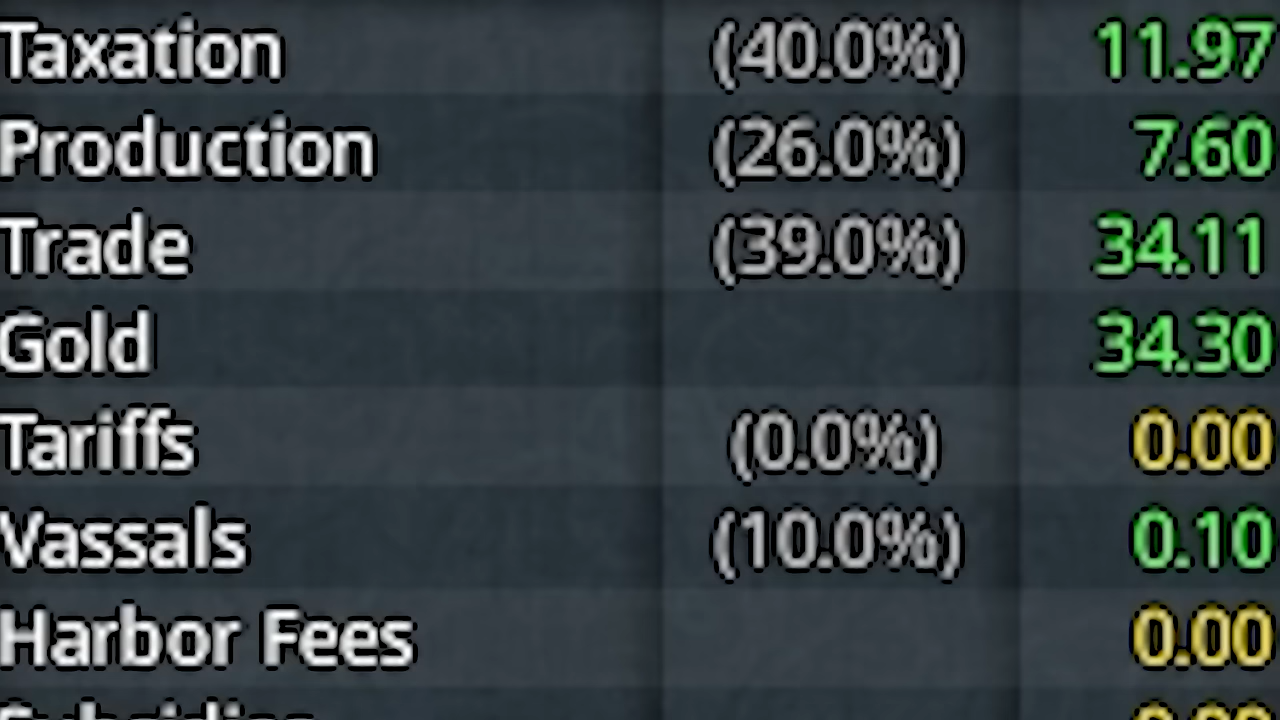 Taxation (40.0%) 11.97
Production (26.0%) 7.60
Trade (39.0%) 34.11
Gold 34.30
Tariffs (0.0%) 0.00
Vassals (10.0%) 0.10
Harbor Fees 0.00